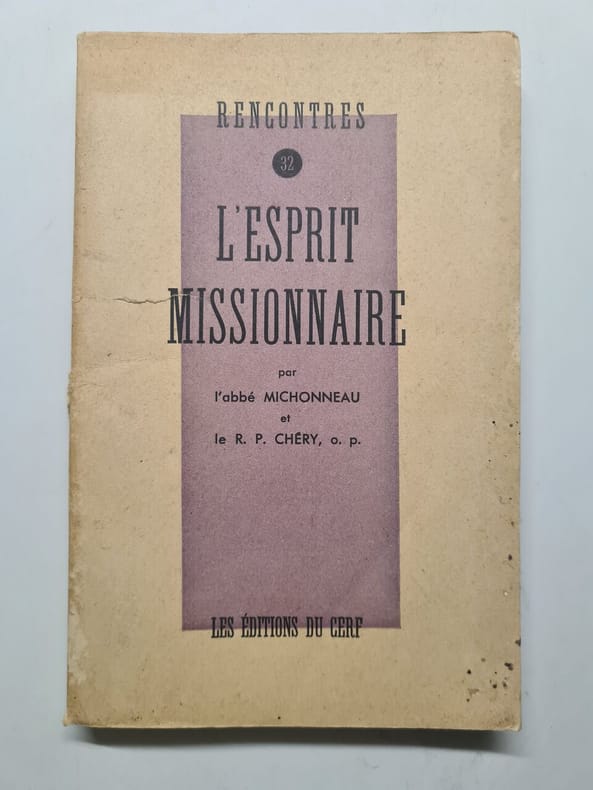 RENCONTRES
32
L'ESPRIT
MISSIONNAIRE
par
l'abbé MICHONNEAU
et
le R. P. CHÉRY, o. p.
LES ÉDITIONS DU CERF